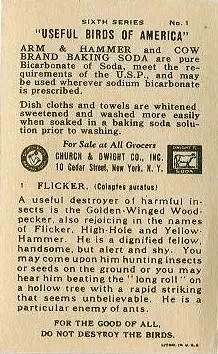 SIXTH SERIES No. 1
"USEFUL BIRDS OF AMERICA"
ARM & HAMMER and COW
BRAND BAKING SODA are pure
Bicarbonate of Soda, meet the re-
quirements of the U.S.P., and may
be used wherever sodium bicarbonate
is prescribed.
Dish cloths and towels are whitened
sweetened and washed more easily
when soaked in a baking soda solu-
tion prior to washing.
For Sale at All Grocers
CHURCH & DWIGHT CO., INC.
10 Cedar Street, New York, N. Y.
DWIGHT'S
SODA
1 FLICKER. (Colaptes auratus)
A useful destroyer of harmful in-
sects is the Golden-Winged Wood-
pecker, also rejoicing in the names
of Flicker, High-Hole and Yellow-
Hammer. He is a dignified fellow,
handsome, but alert and shy. You
may come upon him hunting insects
or seeds on the ground or you may
hear him beating the "long roll" on
a hollow tree with a rapid striking
that seems unbelievable. He is a
particular enemy of ants.
FOR THE GOOD OF ALL,
DO NOT DESTROY THE BIRDS.
LITHO. IN U.S.A.